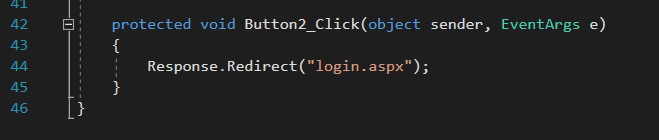 41
42 protected void Button2_Click(object sender, EventArgs e)
43 {
44 Response.Redirect("login.aspx");
45 }
46 }